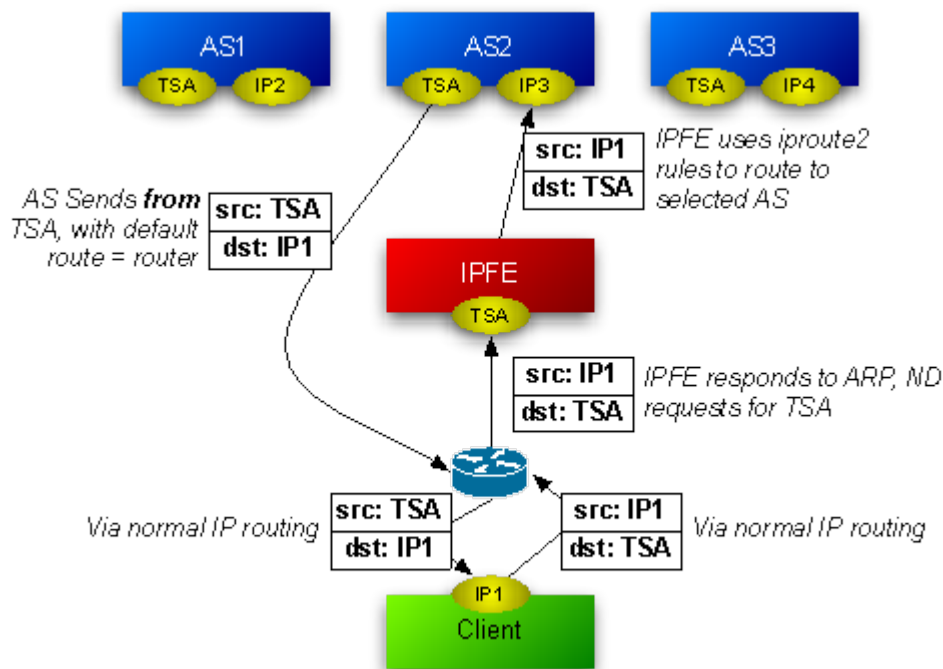 AS1
TSA
IP2
AS2
TSA
IP3
AS3
TSA
IP4
src: IP1
dst: TSA
IPFE uses iproute2
rules to route to
selected AS
AS Sends from
TSA, with default
route = router
src: TSA
dst: IP1
IPFE
TSA
src: IP1
dst: TSA
IPFE responds to ARP, ND
requests for TSA
Via normal IP routing
src: TSA
dst: IP1
src: IP1
dst: TSA
Via normal IP routing
IP1
Client